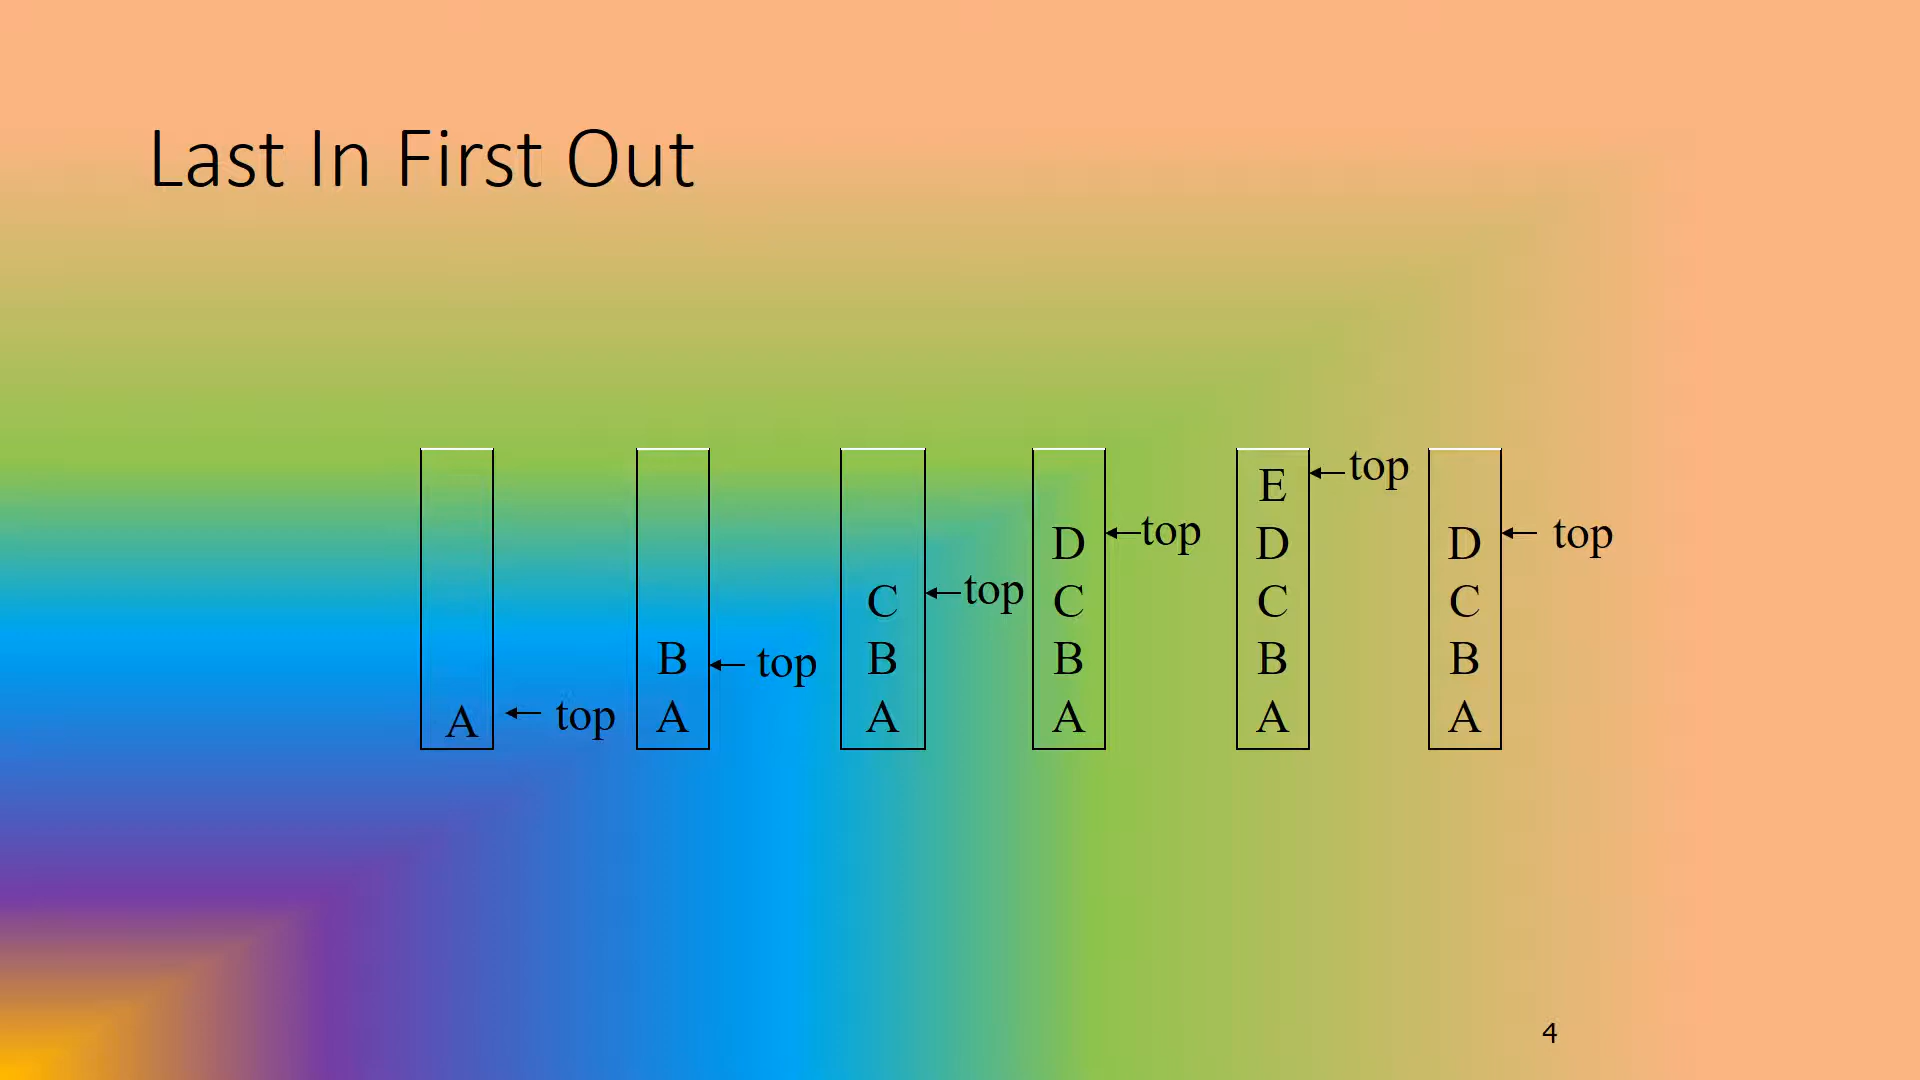 Last In First Out
E top
D top D D top
C top C C C
B top B B B B
A top A A A A A
4